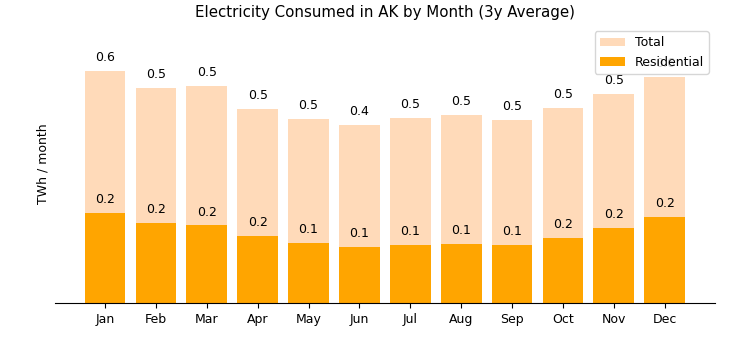 Electricity Consumed in AK by Month (3y Average)
Total
Residential
TWh / month
0.6 0.5 0.5 0.5 0.5 0.4 0.5 0.5 0.5 0.5 0.5
0.2 0.2 0.2 0.2 0.1 0.1 0.1 0.1 0.1 0.2 0.2 0.2
Jan Feb Mar Apr May Jun Jul Aug Sep Oct Nov Dec